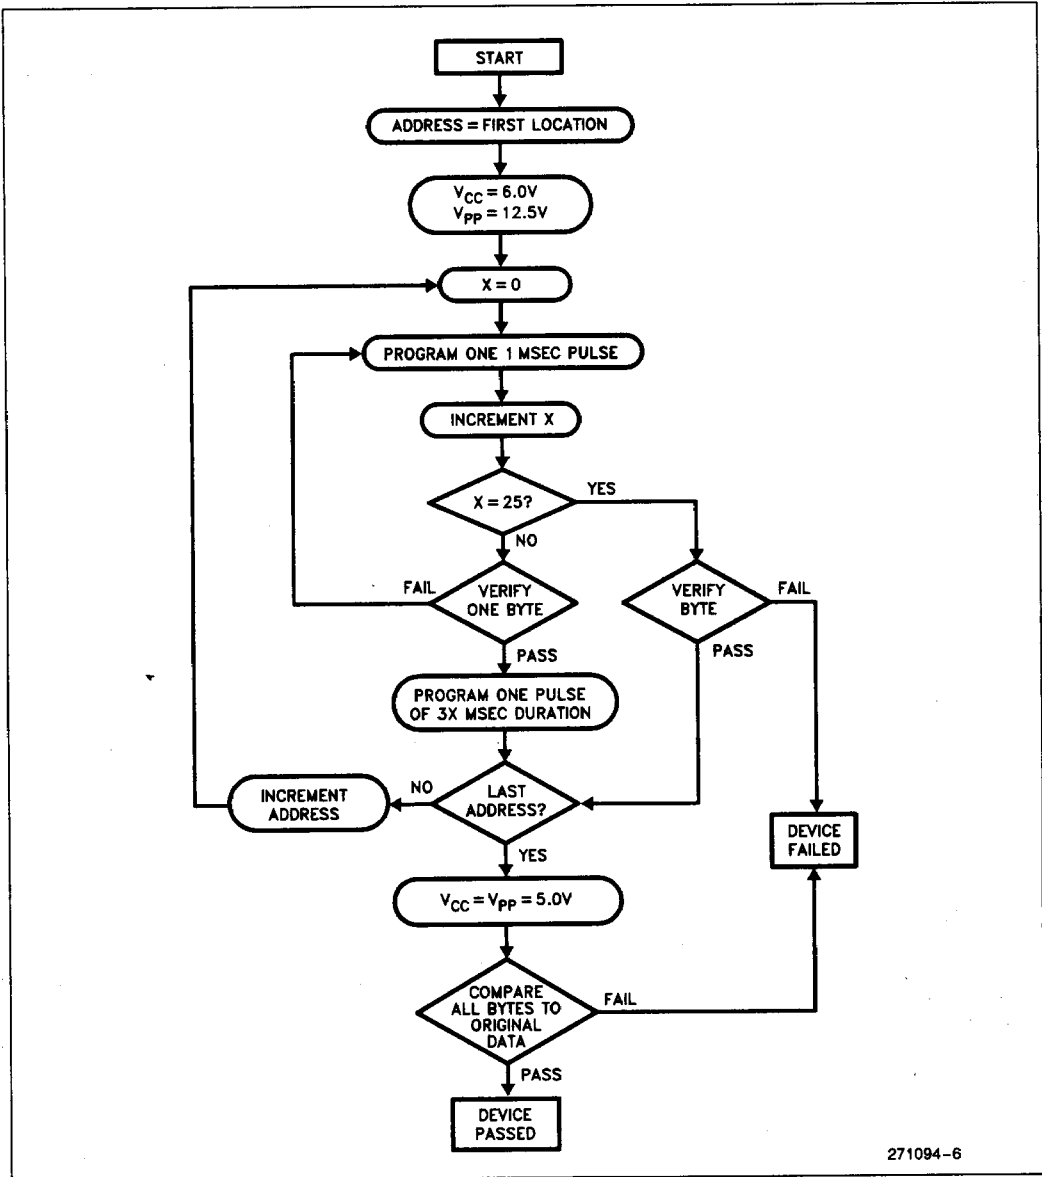 START
ADDRESS = FIRST LOCATION
VCC = 6.0V
VPP = 12.5V
X = 0
PROGRAM ONE 1 MSEC PULSE
INCREMENT X
X = 25?
YES
NO
FAIL
VERIFY
ONE BYTE
VERIFY
BYTE
FAIL
PASS
PASS
PROGRAM ONE PULSE
OF 3X MSEC DURATION
INCREMENT
ADDRESS
NO
LAST
ADDRESS?
YES
DEVICE
FAILED
VCC = VPP = 5.0V
COMPARE
ALL BYTES TO
ORIGINAL
DATA
FAIL
PASS
DEVICE
PASSED
271094-6